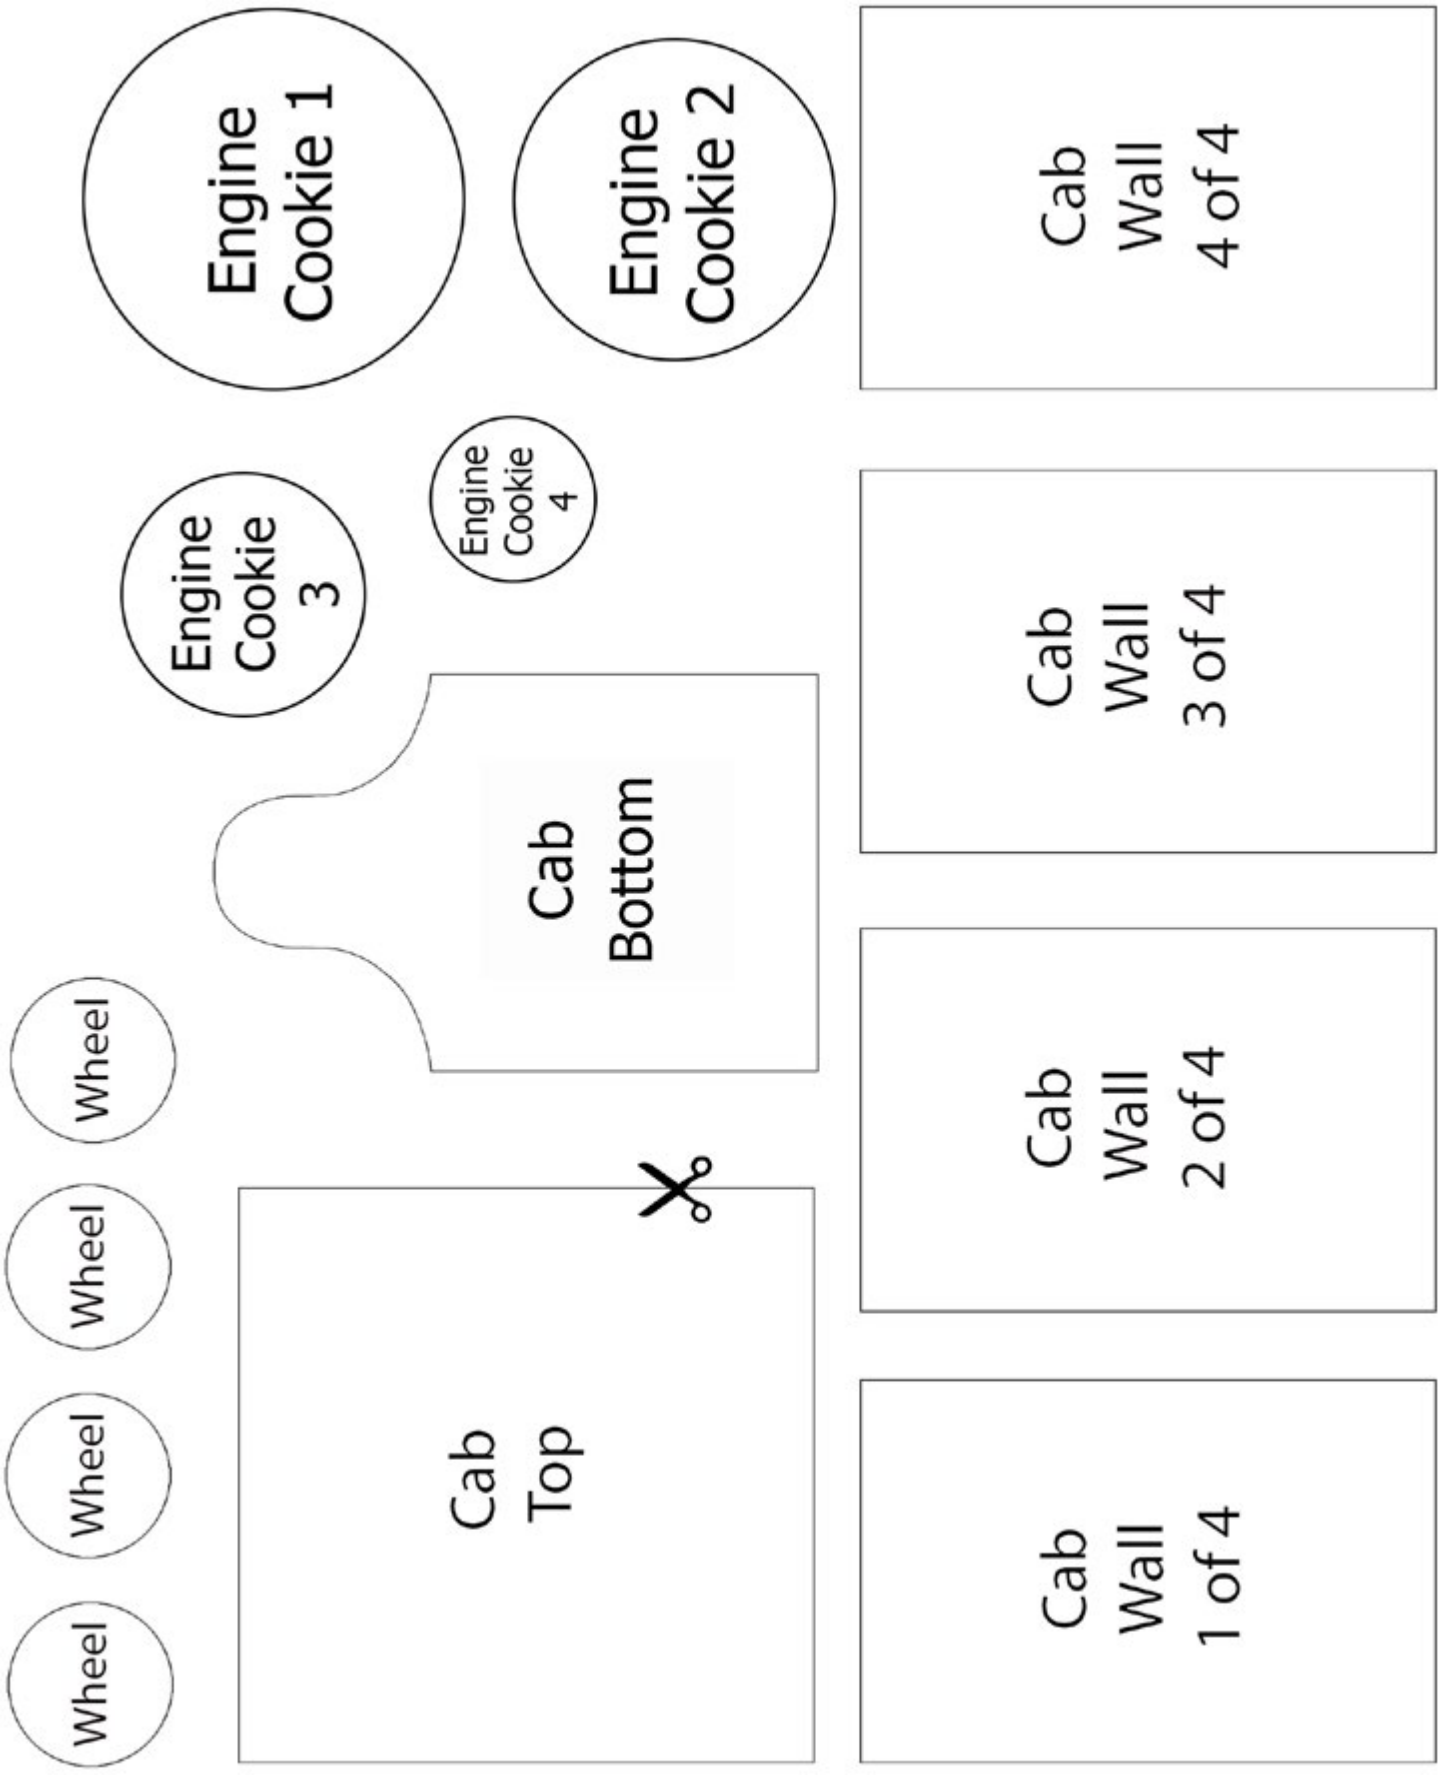 Wheel
Wheel
Wheel
Wheel
Engine
Cookie
3
Engine
Cookie 1
Cab
Top
Cab
Bottom
Engine
Cookie
4
Engine
Cookie 2
Cab
Wall
1 of 4
Cab
Wall
2 of 4
Cab
Wall
3 of 4
Cab
Wall
4 of 4